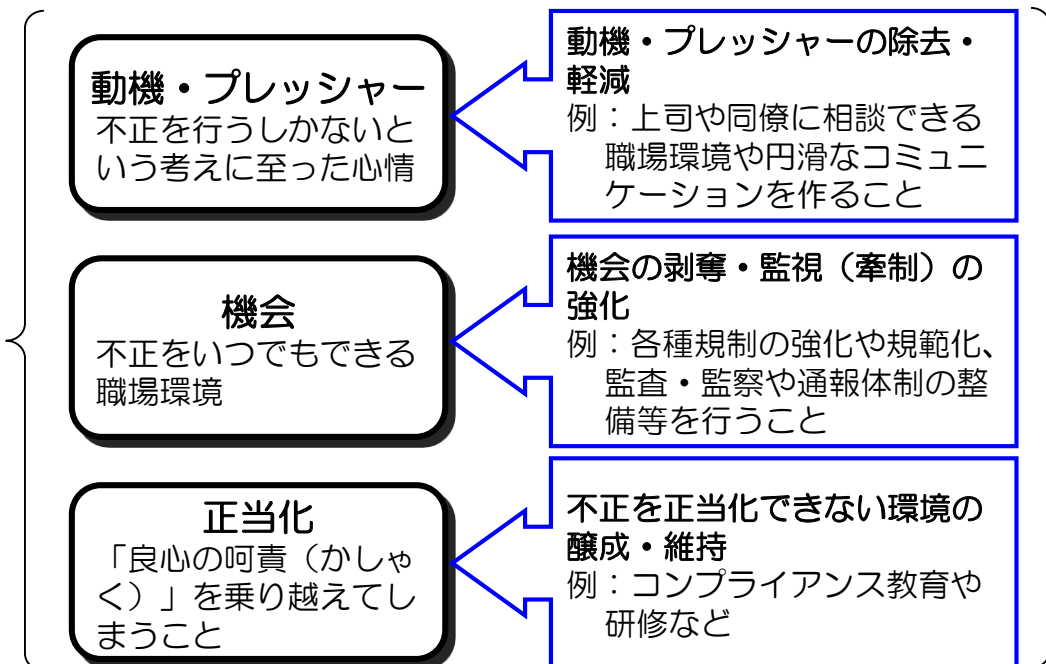 動機・プレッシャー
不正を行うしかないと
いう考えに至った心情
動機・プレッシャーの除去・
軽減
例：上司や同僚に相談できる
職場環境や円滑なコミュニ
ケーションを作ること
機会
不正をいつでもできる
職場環境
機会の剥奪・監視（牽制）の
強化
例：各種規制の強化や規範化、
監査・監察や通報体制の整
備等を行うこと
正当化
「良心の呵責（かしゃ
く）」を乗り越えてし
まうこと
不正を正当化できない環境の
醸成・維持
例：コンプライアンス教育や
研修など